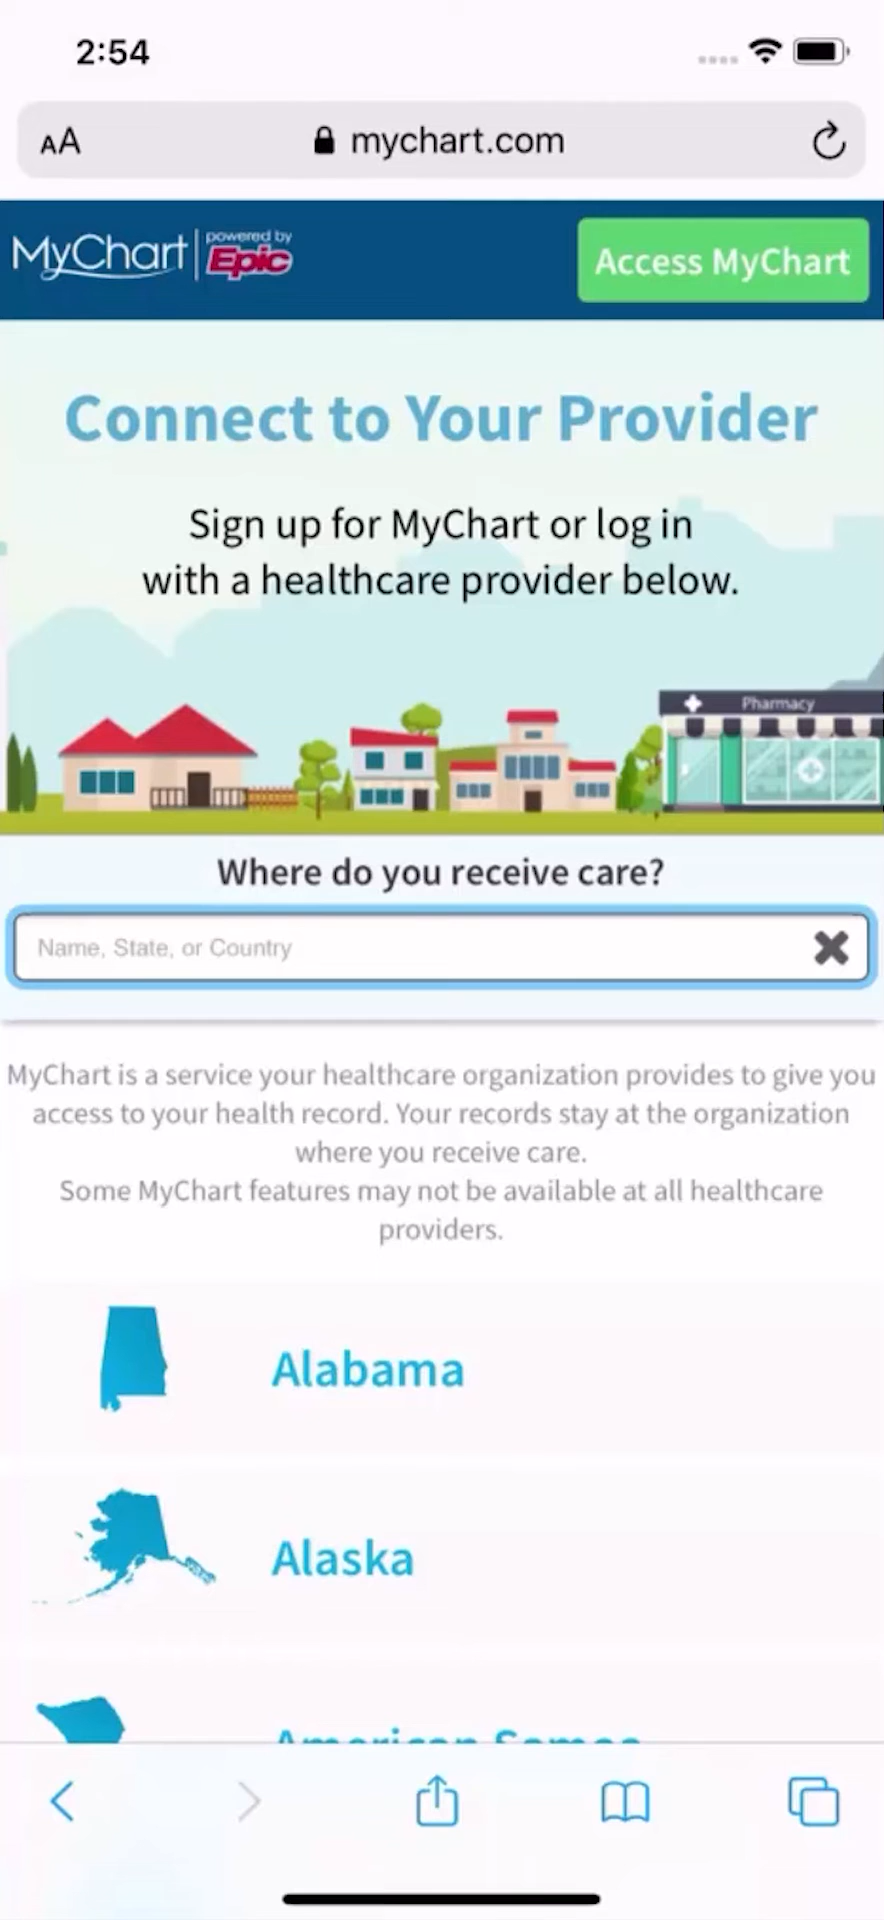 2:54
AA mychart.com
MyChart powered by Epic
Access MyChart
Connect to Your Provider
Sign up for MyChart or log in
with a healthcare provider below.
Pharmacy
Where do you receive care?
Name, State, or Country
MyChart is a service your healthcare organization provides to give you
access to your health record. Your records stay at the organization
where you receive care.
Some MyChart features may not be available at all healthcare
providers.
Alabama
Alaska
American Samoa